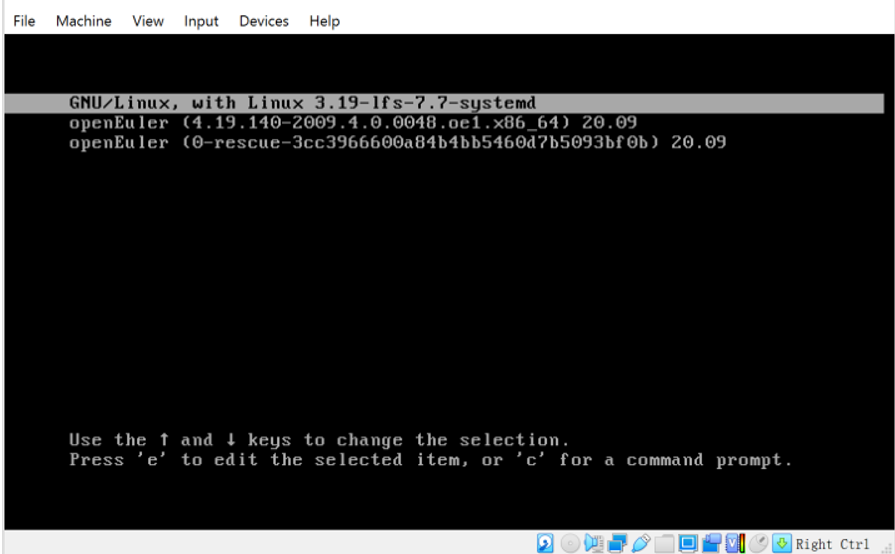 File Machine View Input Devices Help
GNU/Linux, with Linux 3.19-lfs-7.7-systemd
openEuler (4.19.140-2009.4.0.0048.oe1.x86_64) 20.09
openEuler (0-rescue-3cc3966600a84b4bb5460d7b5093bf0b) 20.09
Use the ↑ and ↓ keys to change the selection.
Press 'e' to edit the selected item, or 'c' for a command prompt.
Right Ctrl